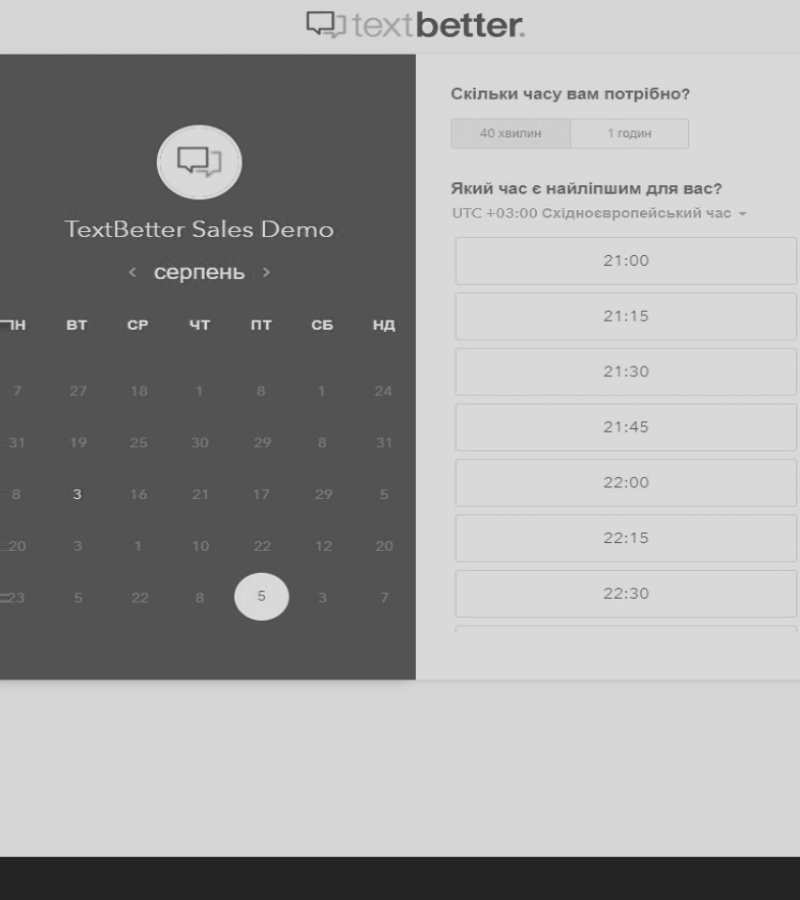 textbetter.
TextBetter Sales Demo
‹ серпень ›
ПН ВТ СР ЧТ ПТ СБ НД
7 27 18 1 8 1 24
31 19 25 30 29 8 31
8 3 16 21 17 29 5
20 3 1 10 22 12 20
23 5 22 8 5 3 7
Скільки часу вам потрібно?
40 хвилин 1 годин
Який час є найліпшим для вас?
UTC +03:00 Східноєвропейський час
21:00
21:15
21:30
21:45
22:00
22:15
22:30